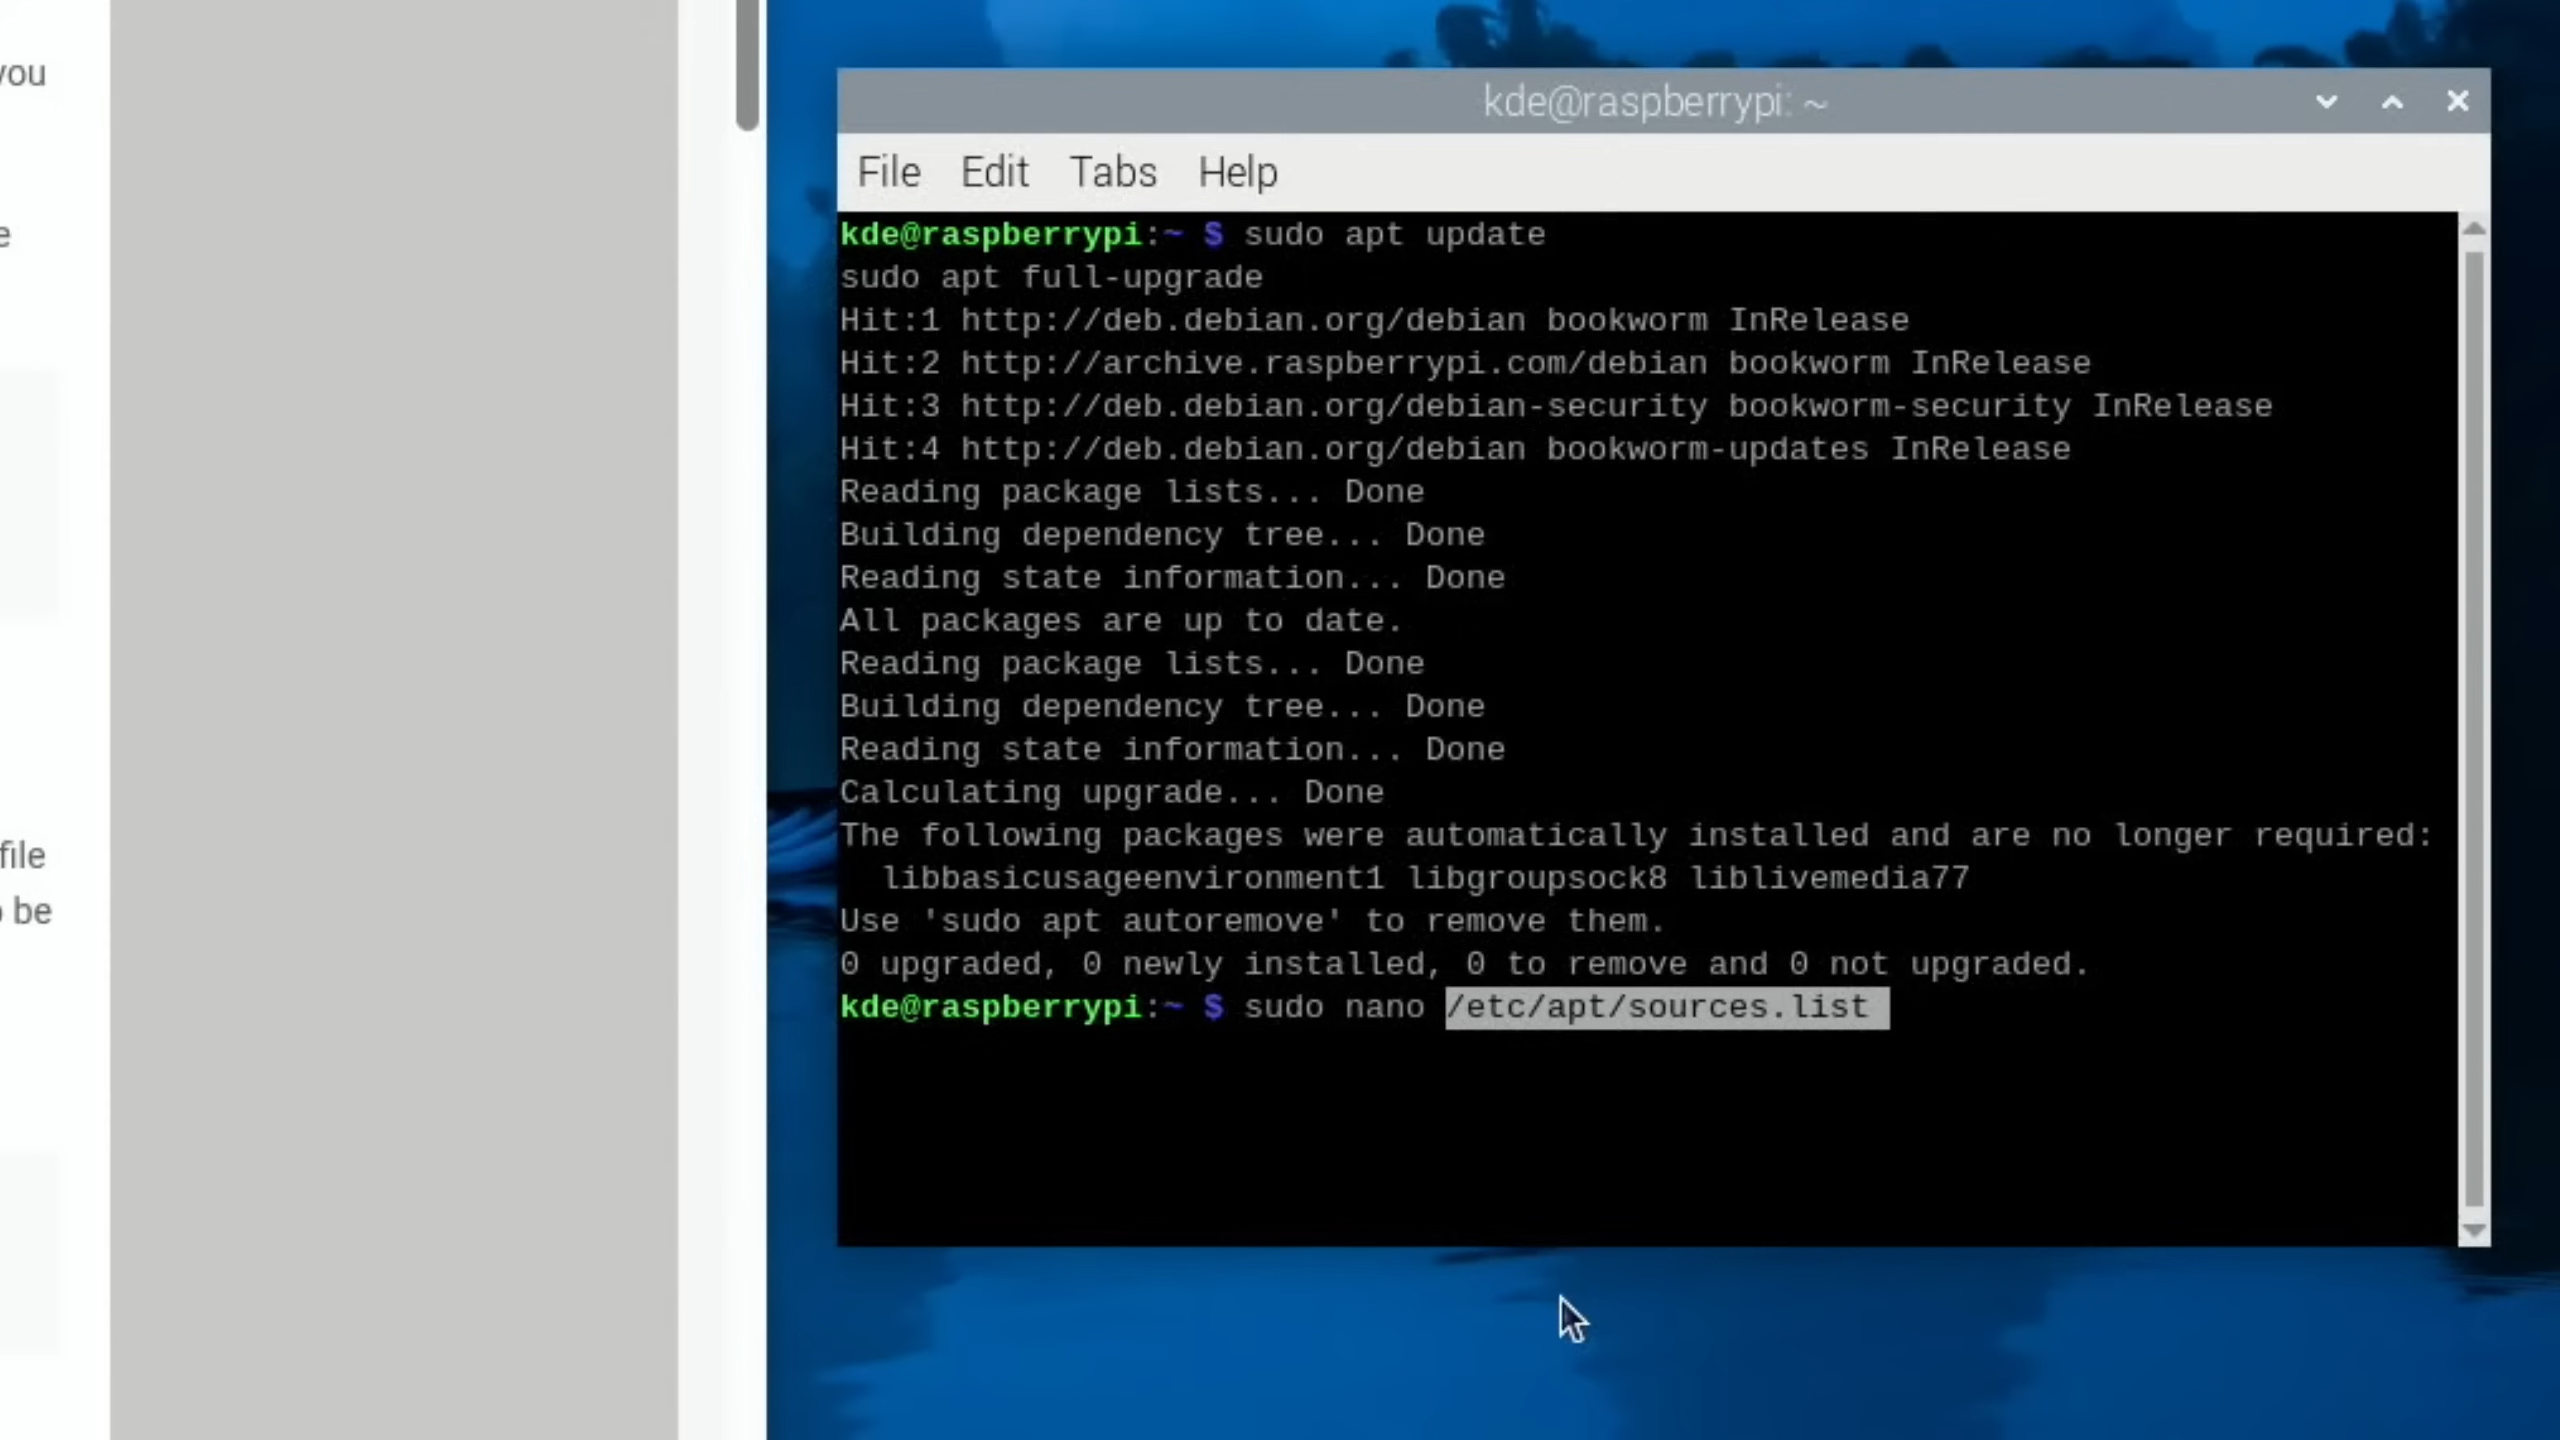 you
e
file
be
kde@raspberrypi: ~
File Edit Tabs Help
kde@raspberrypi:~ $ sudo apt update
sudo apt full-upgrade
Hit:1 http://deb.debian.org/debian bookworm InRelease
Hit:2 http://archive.raspberrypi.com/debian bookworm InRelease
Hit:3 http://deb.debian.org/debian-security bookworm-security InRelease
Hit:4 http://deb.debian.org/debian bookworm-updates InRelease
Reading package lists... Done
Building dependency tree... Done
Reading state information... Done
All packages are up to date.
Reading package lists... Done
Building dependency tree... Done
Reading state information... Done
Calculating upgrade... Done
The following packages were automatically installed and are no longer required:
  libbasicusageenvironment1 libgroupsock8 liblivemedia77
Use 'sudo apt autoremove' to remove them.
0 upgraded, 0 newly installed, 0 to remove and 0 not upgraded.
kde@raspberrypi:~ $ sudo nano /etc/apt/sources.list